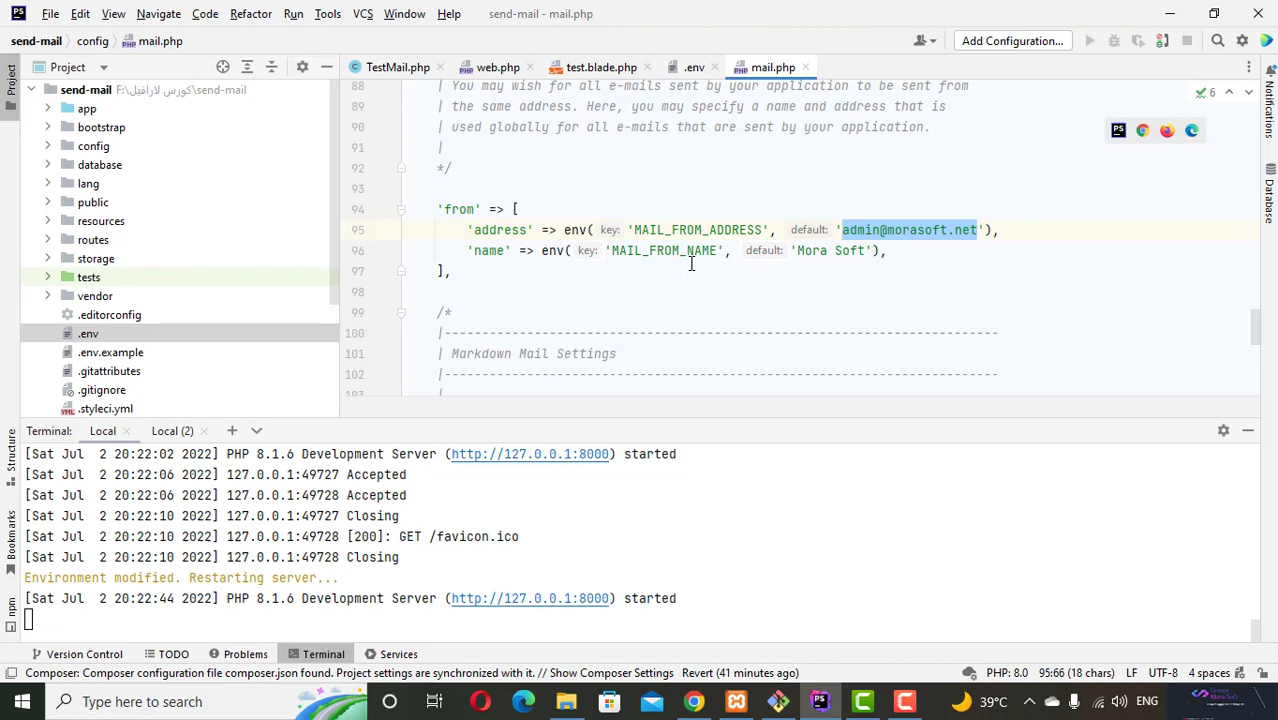 PS File Edit View Navigate Code Refactor Run Tools VCS Window Help send-mail - mail.php
send-mail config mail.php Add Configuration...
Project
TestMail.php web.php test.blade.php .env mail.php
send-mail F:\كورس لارافيل\send-mail
app
bootstrap
config
database
lang
public
resources
routes
storage
tests
vendor
.editorconfig
.env
.env.example
.gitattributes
.gitignore
.styleci.yml
88 | You may wish for all e-mails sent by your application to be sent from
89 | the same address. Here, you may specify a name and address that is
90 | used globally for all e-mails that are sent by your application.
91 |
92 */
93
94 'from' => [
95 'address' => env( key: 'MAIL_FROM_ADDRESS', default: 'admin@morasoft.net'),
96 'name' => env( key: 'MAIL_FROM_NAME', default: 'Mora Soft'),
97 ],
98
99 /*
100 |--------------------------------------------------------------------------
101 | Markdown Mail Settings
102 |--------------------------------------------------------------------------
103 |
6
Project
Structure
Bookmarks
npm
Notifications
Database
Terminal: Local Local (2)
[Sat Jul  2 20:22:02 2022] PHP 8.1.6 Development Server (http://127.0.0.1:8000) started
[Sat Jul  2 20:22:06 2022] 127.0.0.1:49727 Accepted
[Sat Jul  2 20:22:06 2022] 127.0.0.1:49728 Accepted
[Sat Jul  2 20:22:10 2022] 127.0.0.1:49727 Closing
[Sat Jul  2 20:22:10 2022] 127.0.0.1:49728 [200]: GET /favicon.ico
[Sat Jul  2 20:22:10 2022] 127.0.0.1:49728 Closing
Environment modified. Restarting server...
[Sat Jul  2 20:22:44 2022] PHP 8.1.6 Development Server (http://127.0.0.1:8000) started
Version Control TODO Problems Terminal Services
Composer: Composer configuration file composer.json found. Project settings synchronized with it. // Show Composer Settings Revert (41 minutes ago) PHP: 8.0 95:66 (18 chars) LF UTF-8 4 spaces
Type here to search 39°C ENG